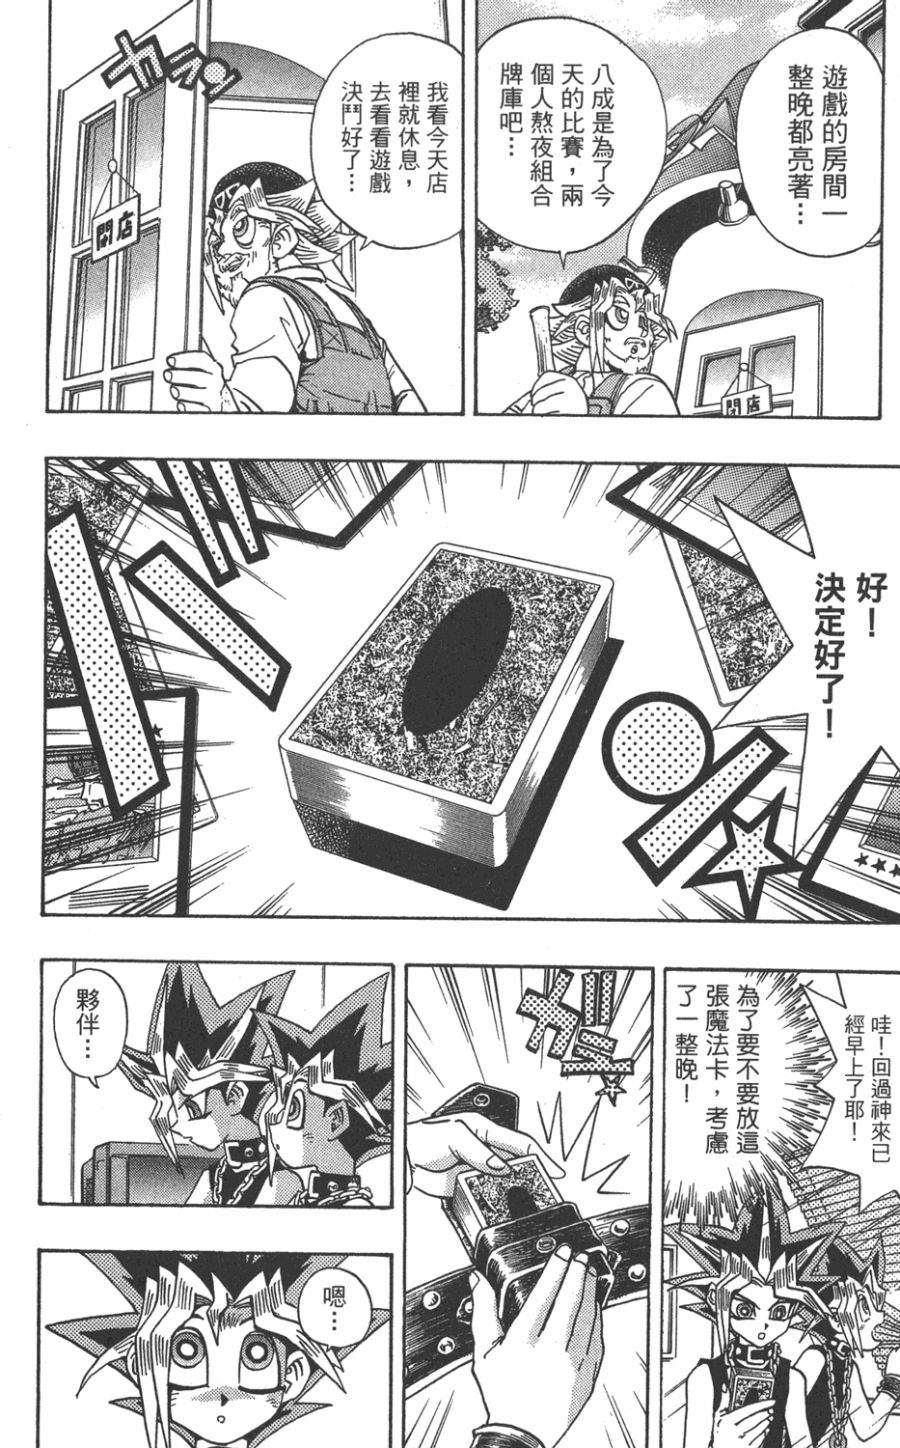 遊戲的房間一
整晚都亮著…
八成是為了今
天的比賽，兩
個人熬夜組合
牌庫吧…
閉店
我看今天店
裡就休息，
去看看遊戲
決鬥好了…
カラン
閉店
好！
決定好了！
哇！回過神來已
經早上了耶！
為了要不要放這
張魔法卡，考慮
了一整晚！
夥伴…
嗯…